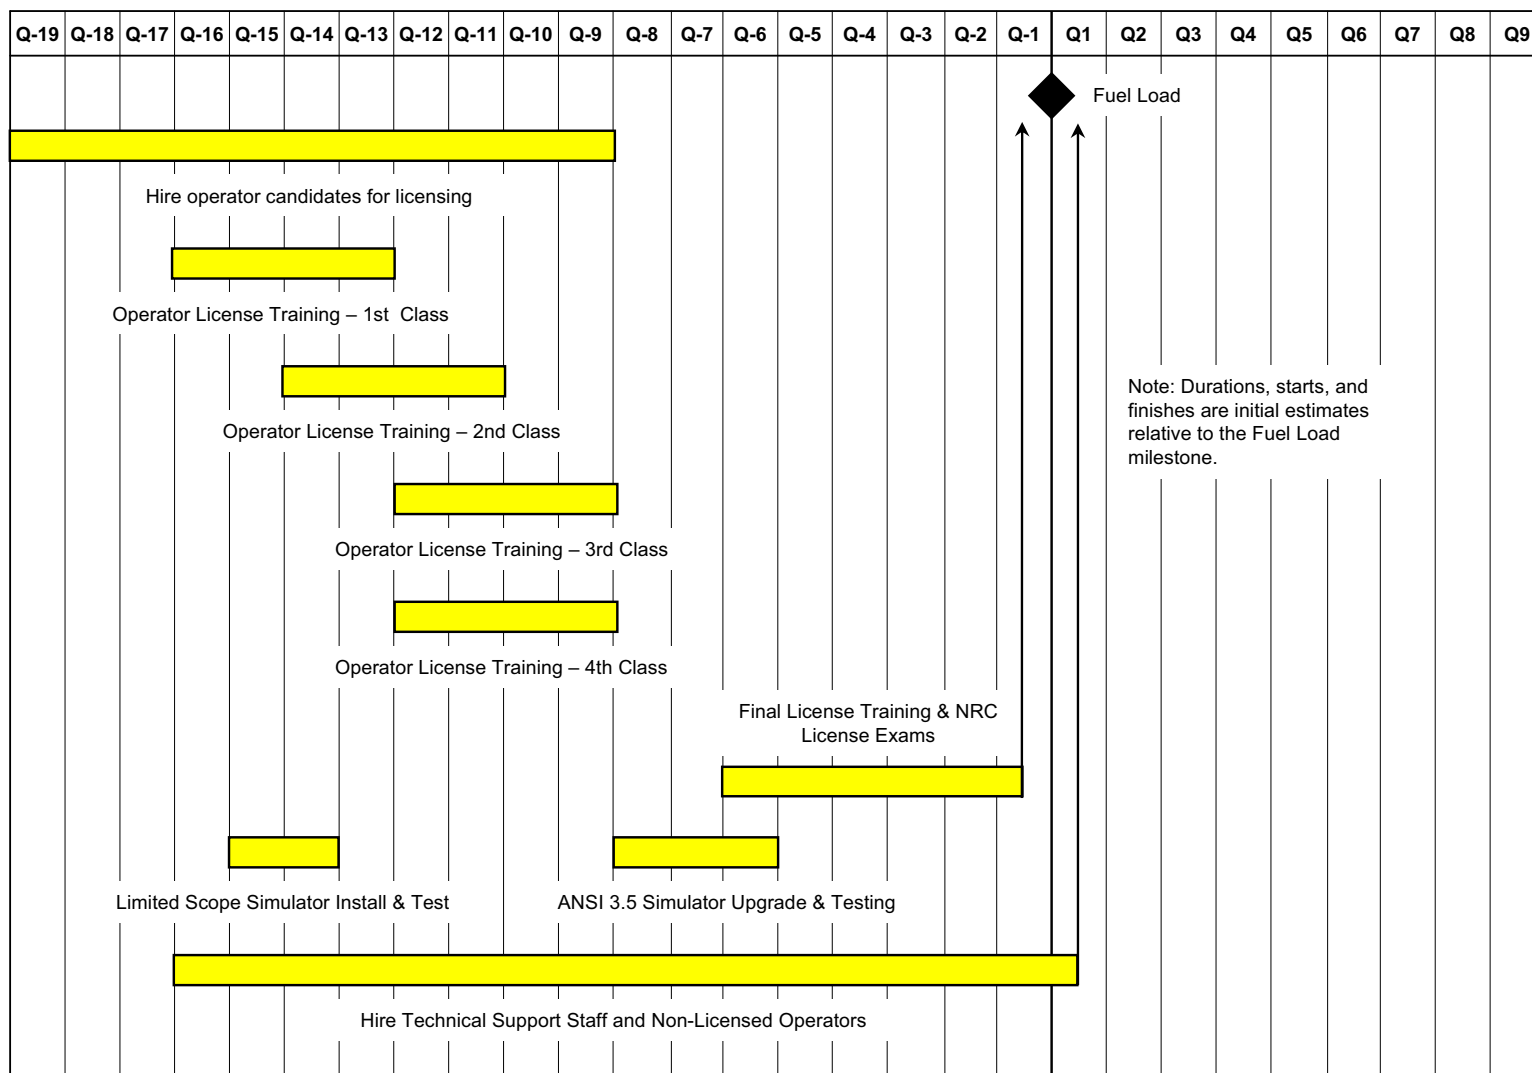 Q-19 Q-18 Q-17 Q-16 Q-15 Q-14 Q-13 Q-12 Q-11 Q-10 Q-9 Q-8 Q-7 Q-6 Q-5 Q-4 Q-3 Q-2 Q-1 Q1 Q2 Q3 Q4 Q5 Q6 Q7 Q8 Q9
Fuel Load
Hire operator candidates for licensing
Operator License Training – 1st Class
Note: Durations, starts, and
finishes are initial estimates
relative to the Fuel Load
milestone.
Operator License Training – 2nd Class
Operator License Training – 3rd Class
Operator License Training – 4th Class
Final License Training & NRC
License Exams
Limited Scope Simulator Install & Test
ANSI 3.5 Simulator Upgrade & Testing
Hire Technical Support Staff and Non-Licensed Operators